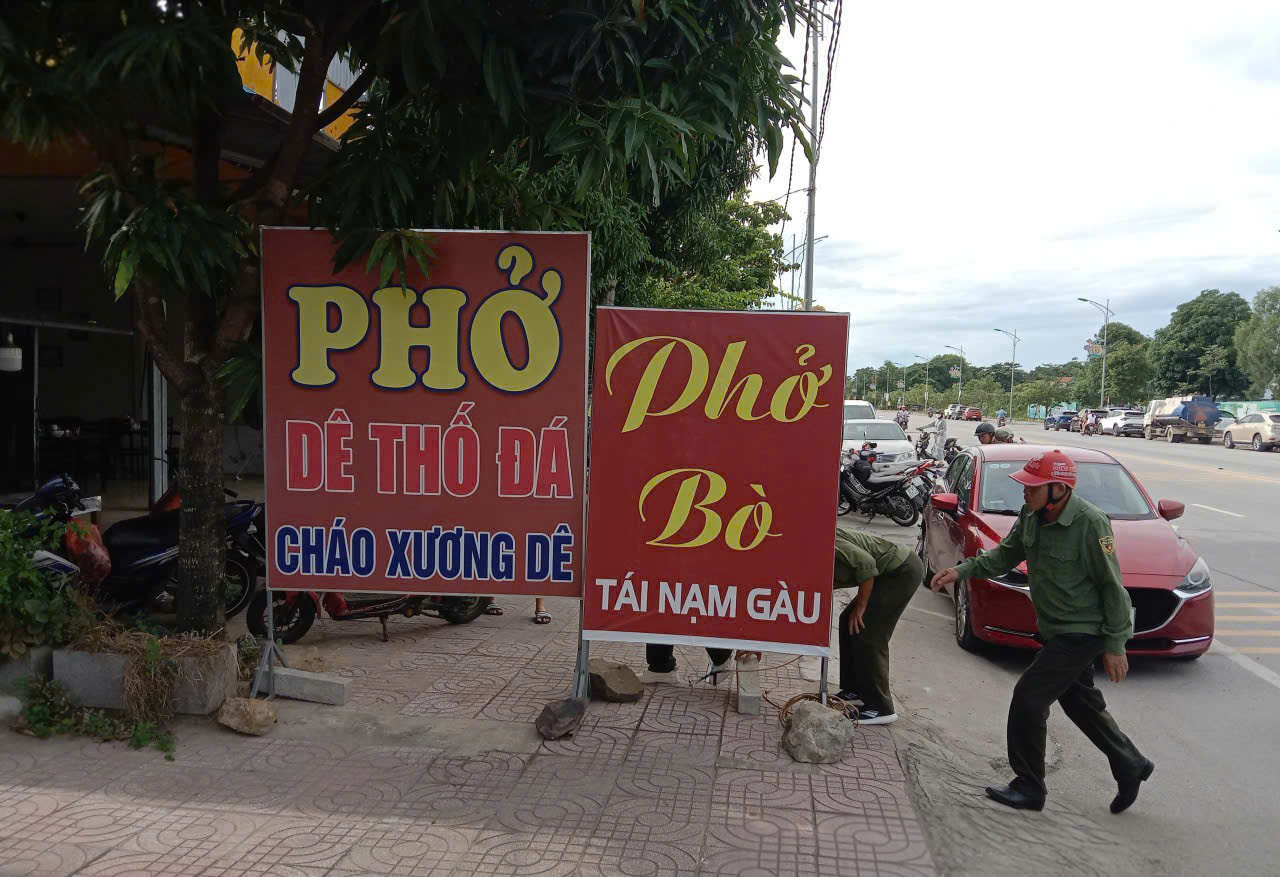 PHỞ
DÊ THỐ ĐÁ
CHÁO XƯƠNG DÊ
Phở
Bò
TÁI NẠM GÀU